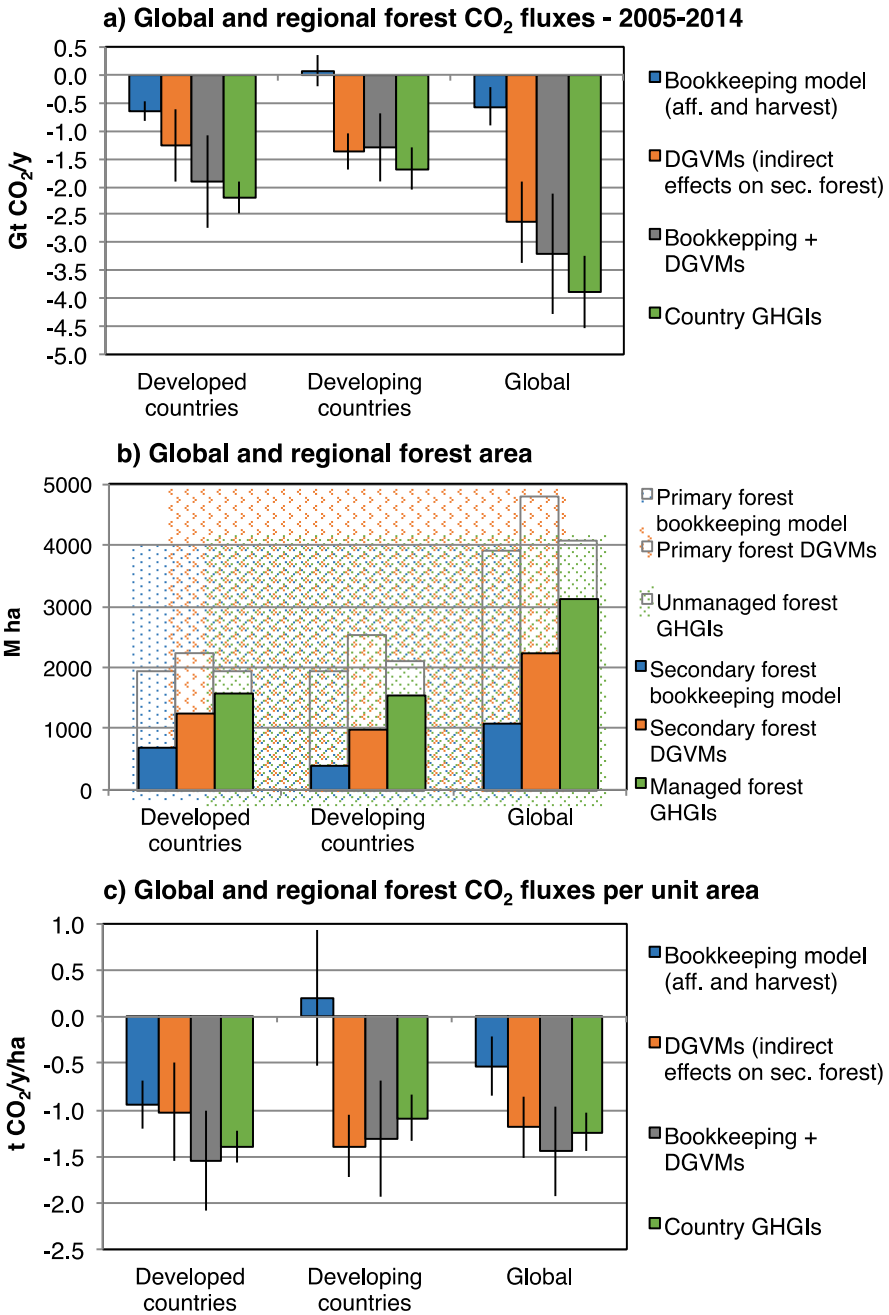 a) Global and regional forest CO2 fluxes - 2005-2014
0.5
0.0
-0.5
-1.0
-1.5
-2.0
-2.5
-3.0
-3.5
-4.0
-4.5
-5.0
Gt CO2/y
Developed
countries
Developing
countries
Global
Bookkeeping model
(aff. and harvest)
DGVMs (indirect
effects on sec. forest)
Bookkepping +
DGVMs
Country GHGIs
b) Global and regional forest area
5000
4000
3000
2000
1000
0
M ha
Developed
countries
Developing
countries
Global
Primary forest
bookkeeping model
Primary forest DGVMs
Unmanaged forest
GHGIs
Secondary forest
bookkeeping model
Secondary forest
DGVMs
Managed forest
GHGIs
c) Global and regional forest CO2 fluxes per unit area
1.0
0.5
0.0
-0.5
-1.0
-1.5
-2.0
-2.5
t CO2/y/ha
Developed
countries
Developing
countries
Global
Bookkeeping model
(aff. and harvest)
DGVMs (indirect
effects on sec. forest)
Bookkeeping +
DGVMs
Country GHGIs